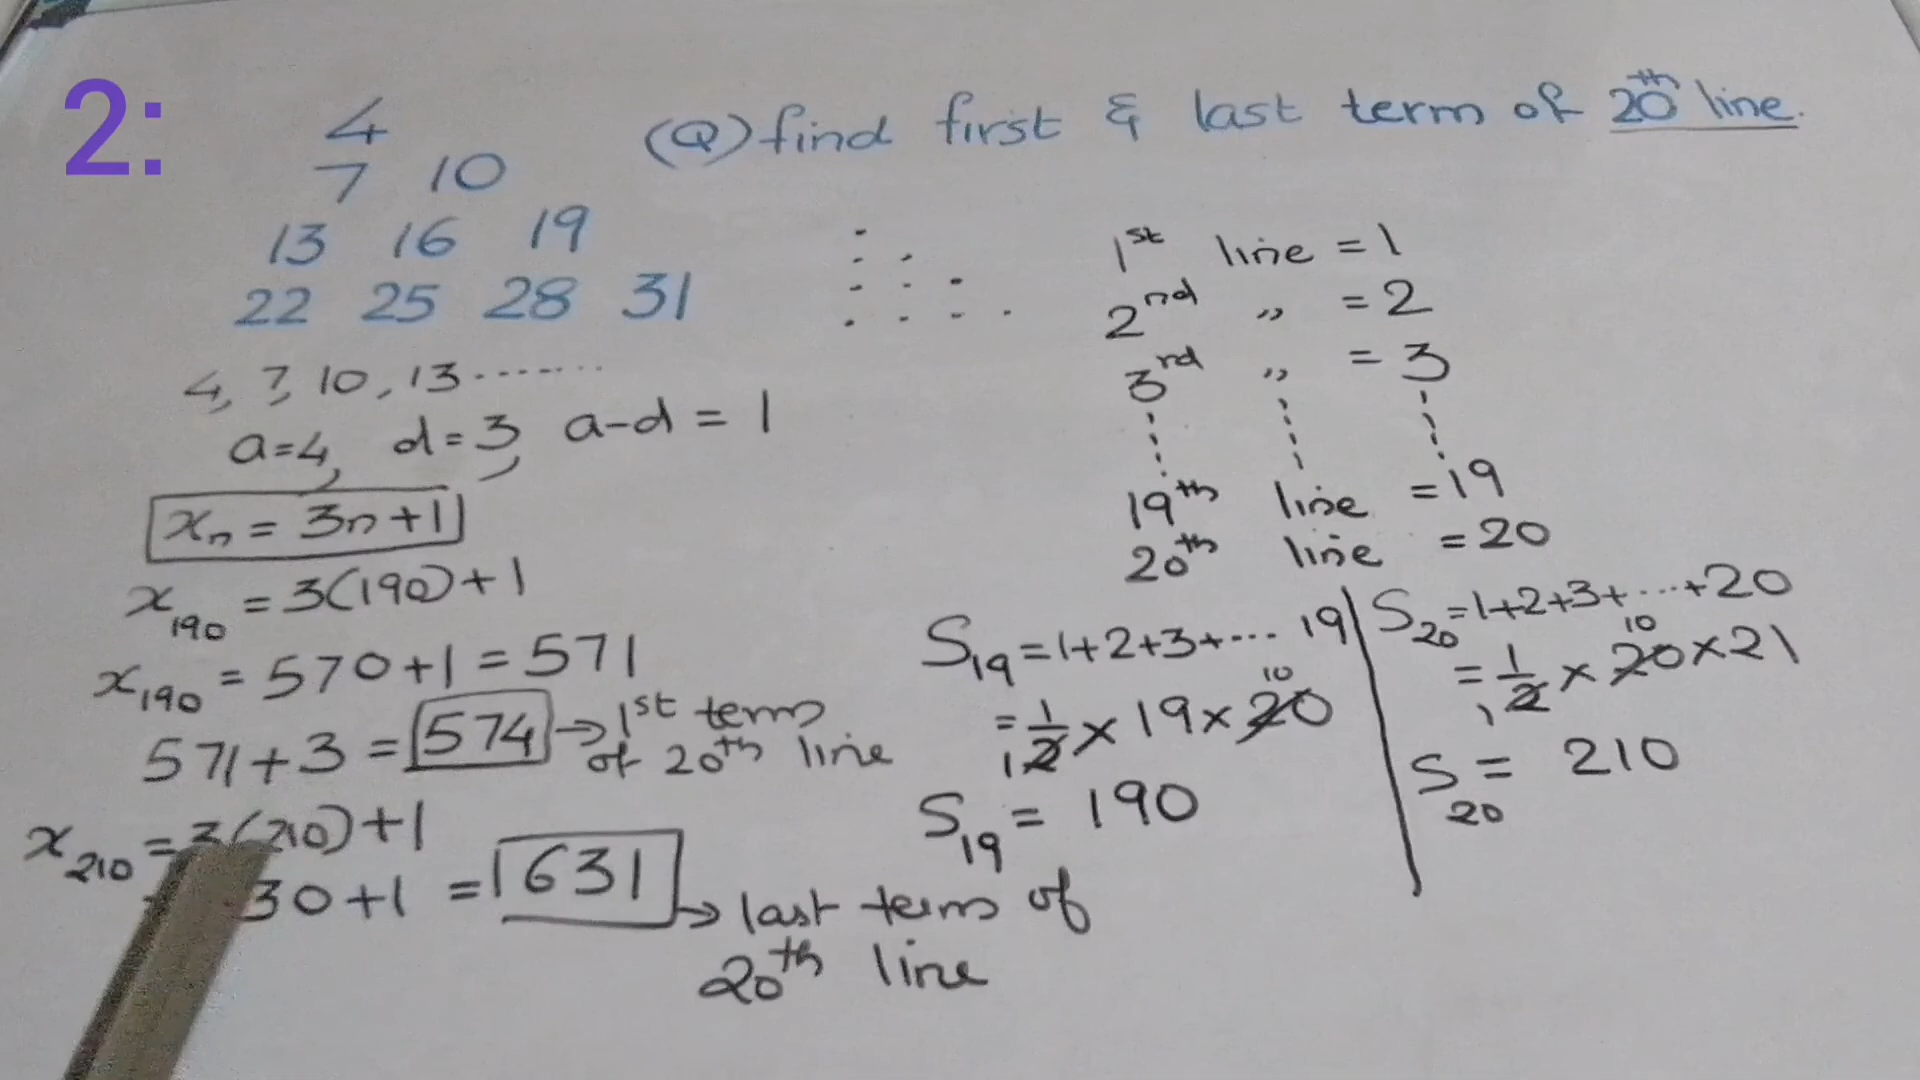 2:
4 (Q) find first & last term of 20th line.
7 10
13 16 19
22 25 28 31
4, 7, 10, 13.......
a=4, d=3, a-d = 1
xn = 3n+1
x190 = 3(190)+1
x190 = 570+1 = 571
571+3 = 574 → 1st term of 20th line
x210 = 3(210)+1
30+1 = 631 → last term of 20th line
1st line = 1
2nd ,, = 2
3rd ,, = 3
19th line = 19
20th line = 20
S19 = 1+2+3+... 19
= 1/2 × 19 × 20 10
1
S19 = 190
S20 = 1+2+3+...+20
= 1/2 × 20 × 21 10
1
S20 = 210